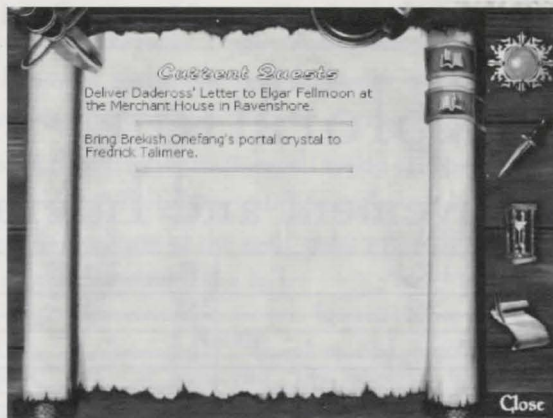 Current Quests
Deliver Dadeross' Letter to Elgar Fellmoon at
the Merchant House in Ravenshore.
Bring Brekish Onefang's portal crystal to
Fredrick Talimere.
Close